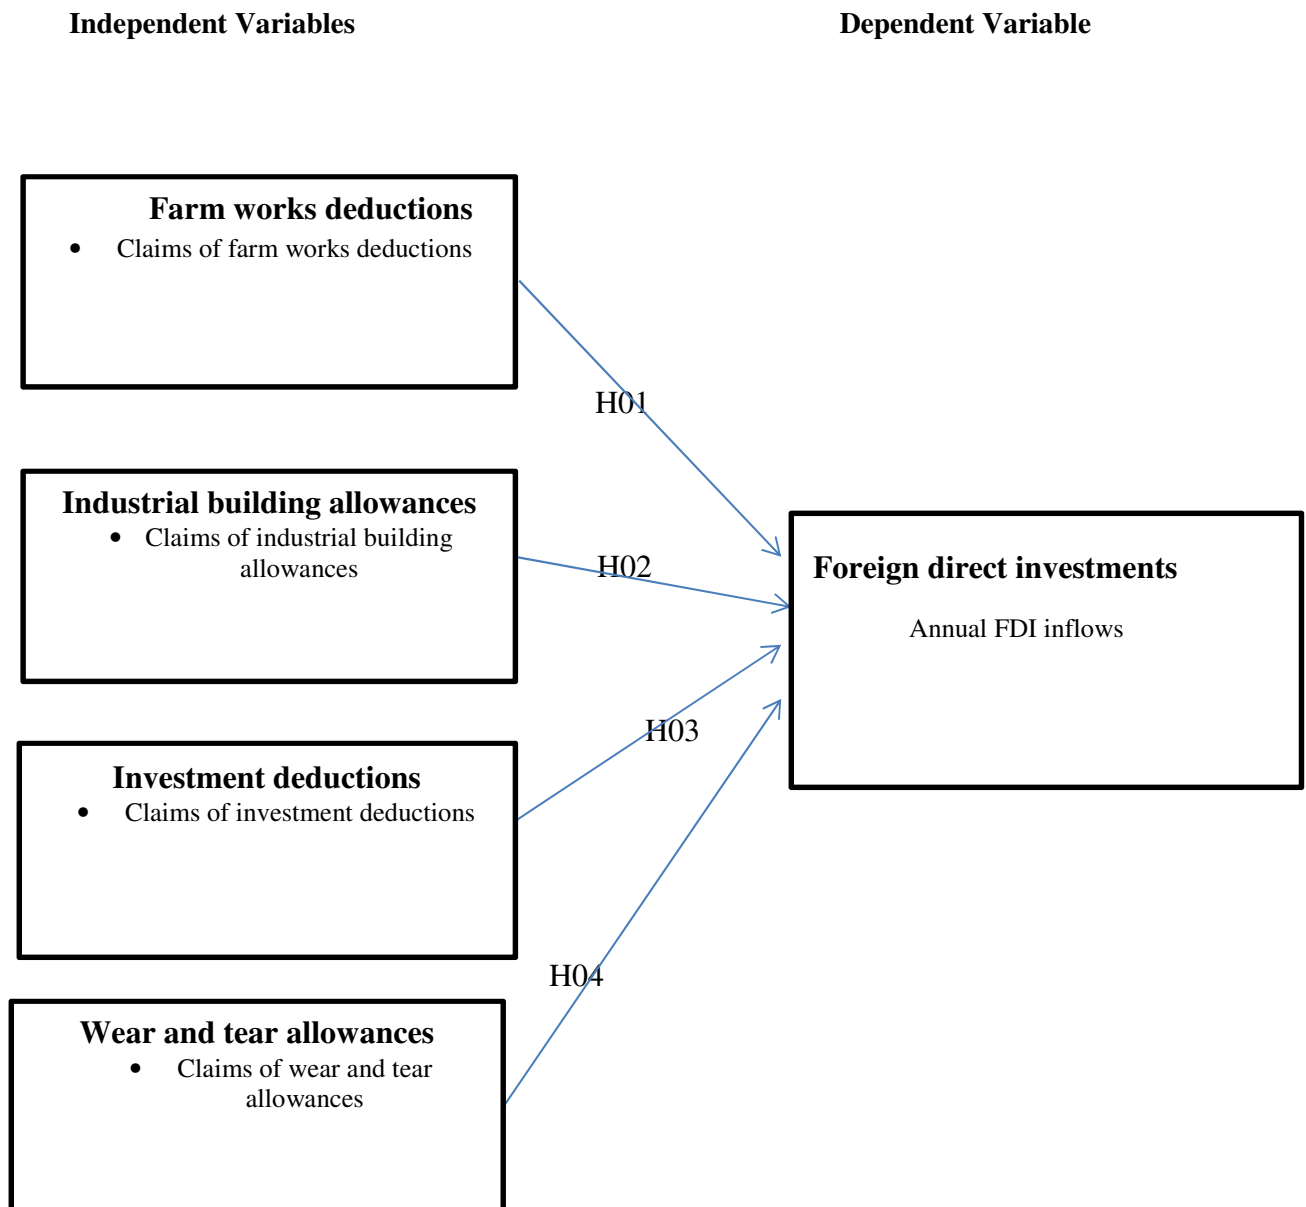 Independent Variables
Dependent Variable
Farm works deductions
• Claims of farm works deductions
H01
Industrial building allowances
• Claims of industrial building
allowances
H02
Foreign direct investments
Annual FDI inflows
H03
Investment deductions
• Claims of investment deductions
H04
Wear and tear allowances
• Claims of wear and tear
allowances